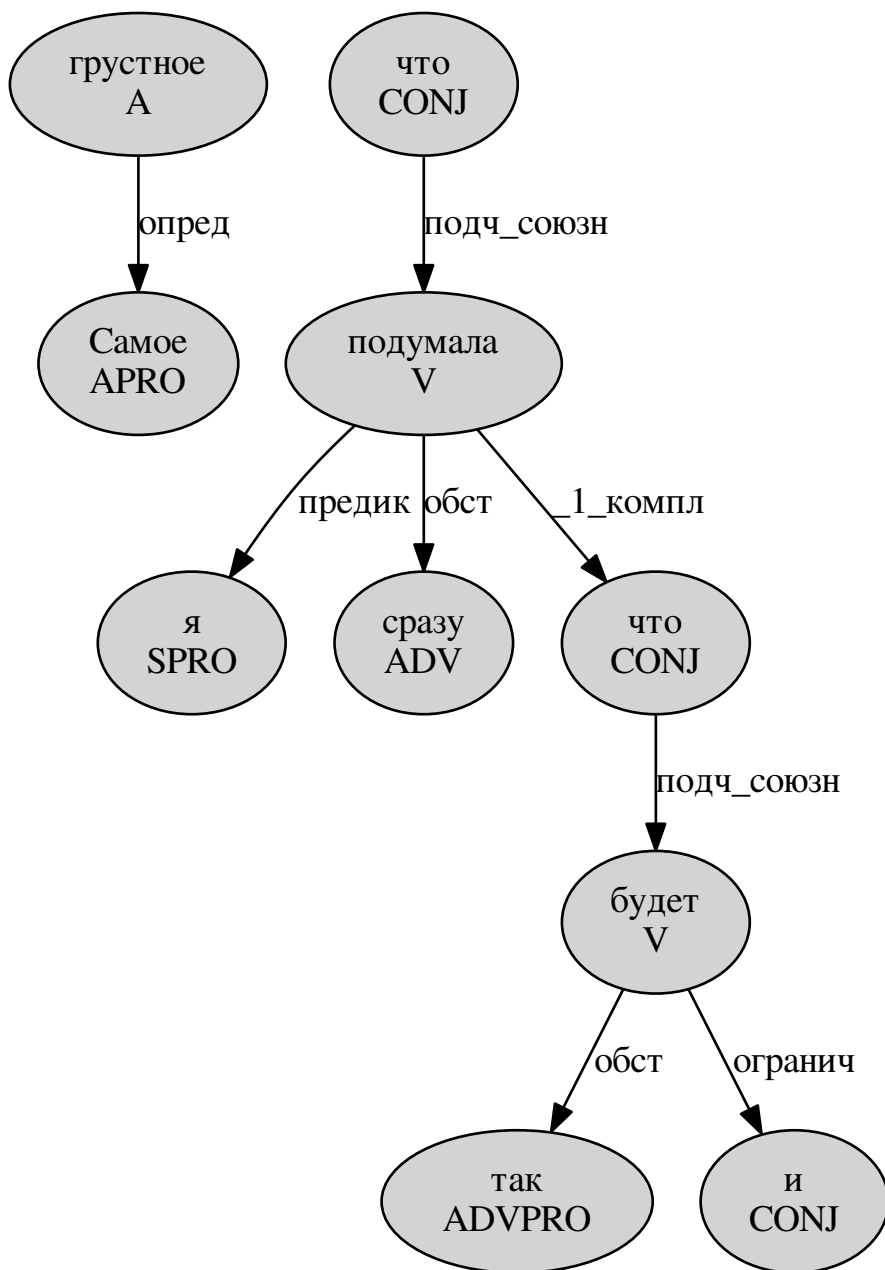 грустное
A
что
CONJ
опред
подч_союзн
Самое
APRO
подумала
V
предик
обст
_1_компл
я
SPRO
сразу
ADV
что
CONJ
подч_союзн
будет
V
обст
огранич
так
ADVPRO
и
CONJ